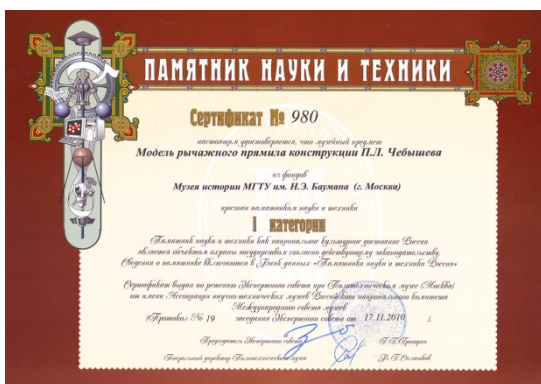 ПАМЯТНИК НАУКИ И ТЕХНИКИ
Сертификат № 980
настоящим удостоверяется, что музейный предмет
Модель рычажного прямила конструкции П.Л. Чебышева
из фондов
Музея истории МГТУ им. Н.Э. Баумана (г. Москва)
признан памятником науки и техники
I категории
Памятник науки и техники как национальное культурное достояние России
является объектом охраны государства согласно действующему законодательству.
Сведения о памятнике включаются в Банк данных «Памятники науки и техники России»
Сертификат выдан по решению Экспертного совета при Политехническом музее (Москва)
от имени Ассоциации научно-технических музеев Российского национального комитета
Международного совета музеев
(Протокол № 19 заседания Экспертного совета от 17.11.2010 г.
Председатель Экспертного совета Г.Г.Григорян
Генеральный директор Политехнического музея